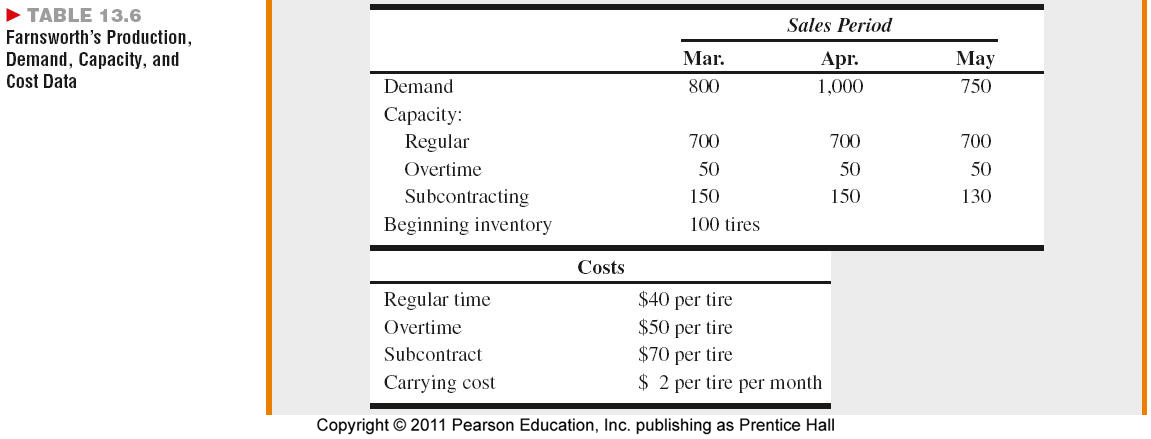 ► TABLE 13.6
Farnsworth's Production,
Demand, Capacity, and
Cost Data
Sales Period
Mar. Apr. May
Demand 800 1,000 750
Capacity:
Regular 700 700 700
Overtime 50 50 50
Subcontracting 150 150 130
Beginning inventory 100 tires
Costs
Regular time $40 per tire
Overtime $50 per tire
Subcontract $70 per tire
Carrying cost $ 2 per tire per month
Copyright © 2011 Pearson Education, Inc. publishing as Prentice Hall